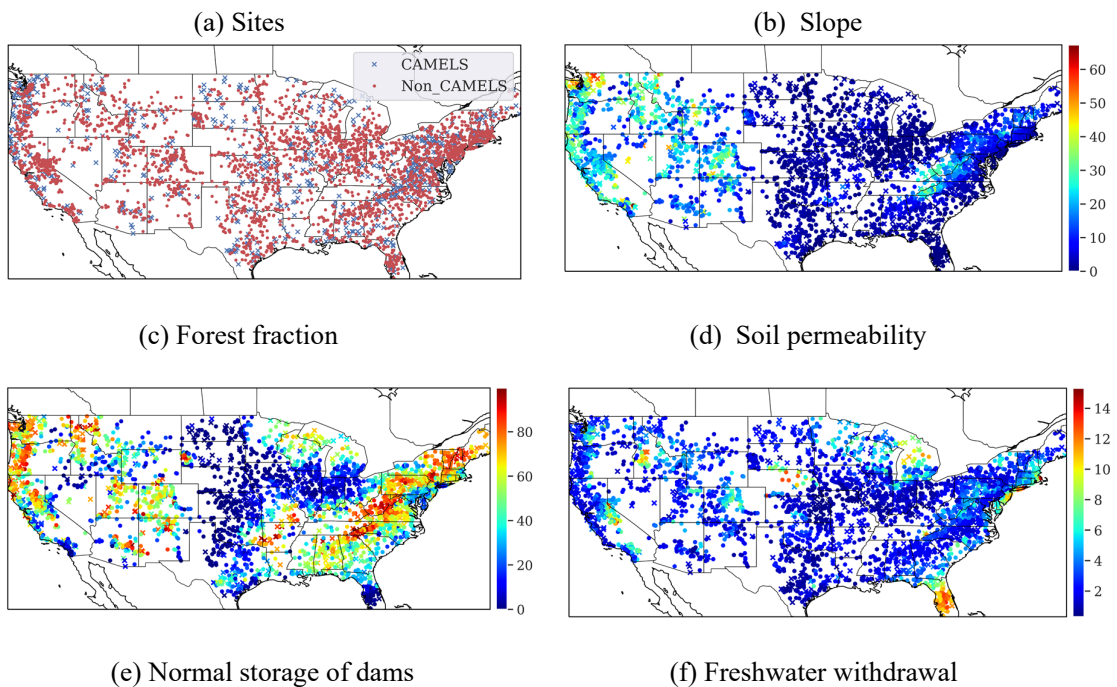 (a) Sites
(b) Slope
CAMELS
Non_CAMELS
60
50
40
30
20
10
0
(c) Forest fraction
(d) Soil permeability
80
60
40
20
0
14
12
10
8
6
4
2
(e) Normal storage of dams
(f) Freshwater withdrawal